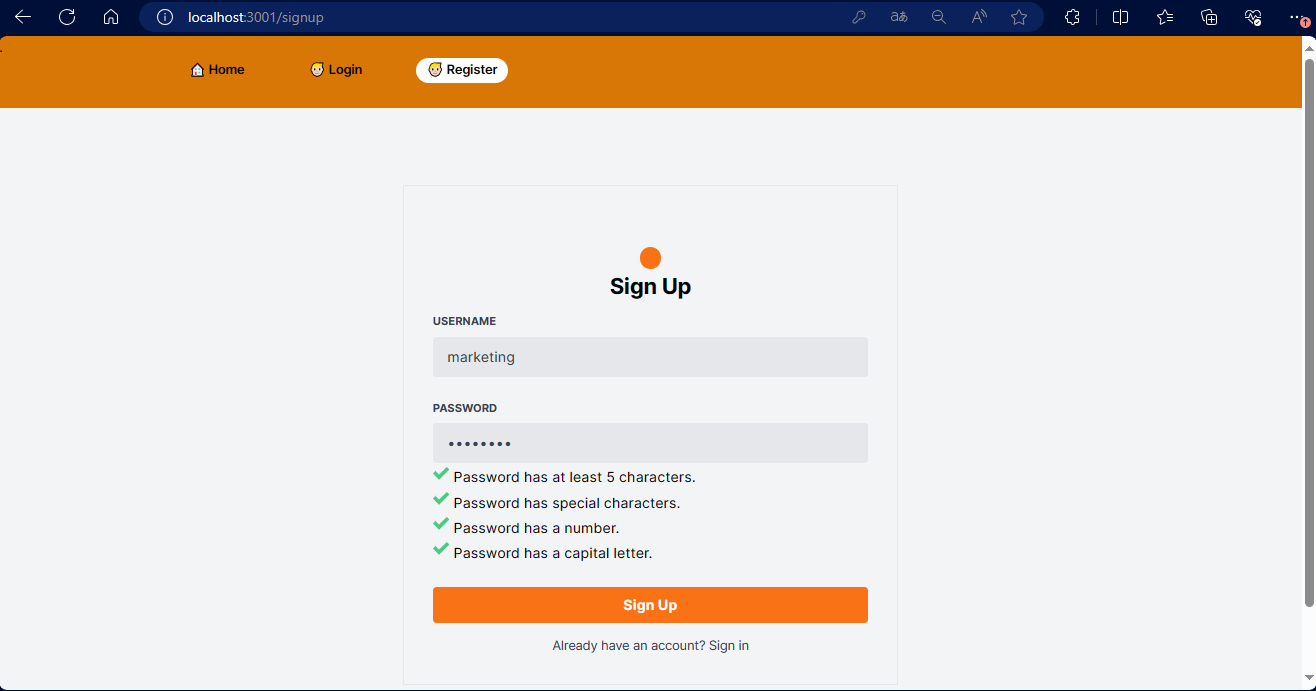 localhost:3001/signup
Home Login Register
Sign Up
USERNAME
marketing
PASSWORD
••••••••
Password has at least 5 characters.
Password has special characters.
Password has a number.
Password has a capital letter.
Sign Up
Already have an account? Sign in